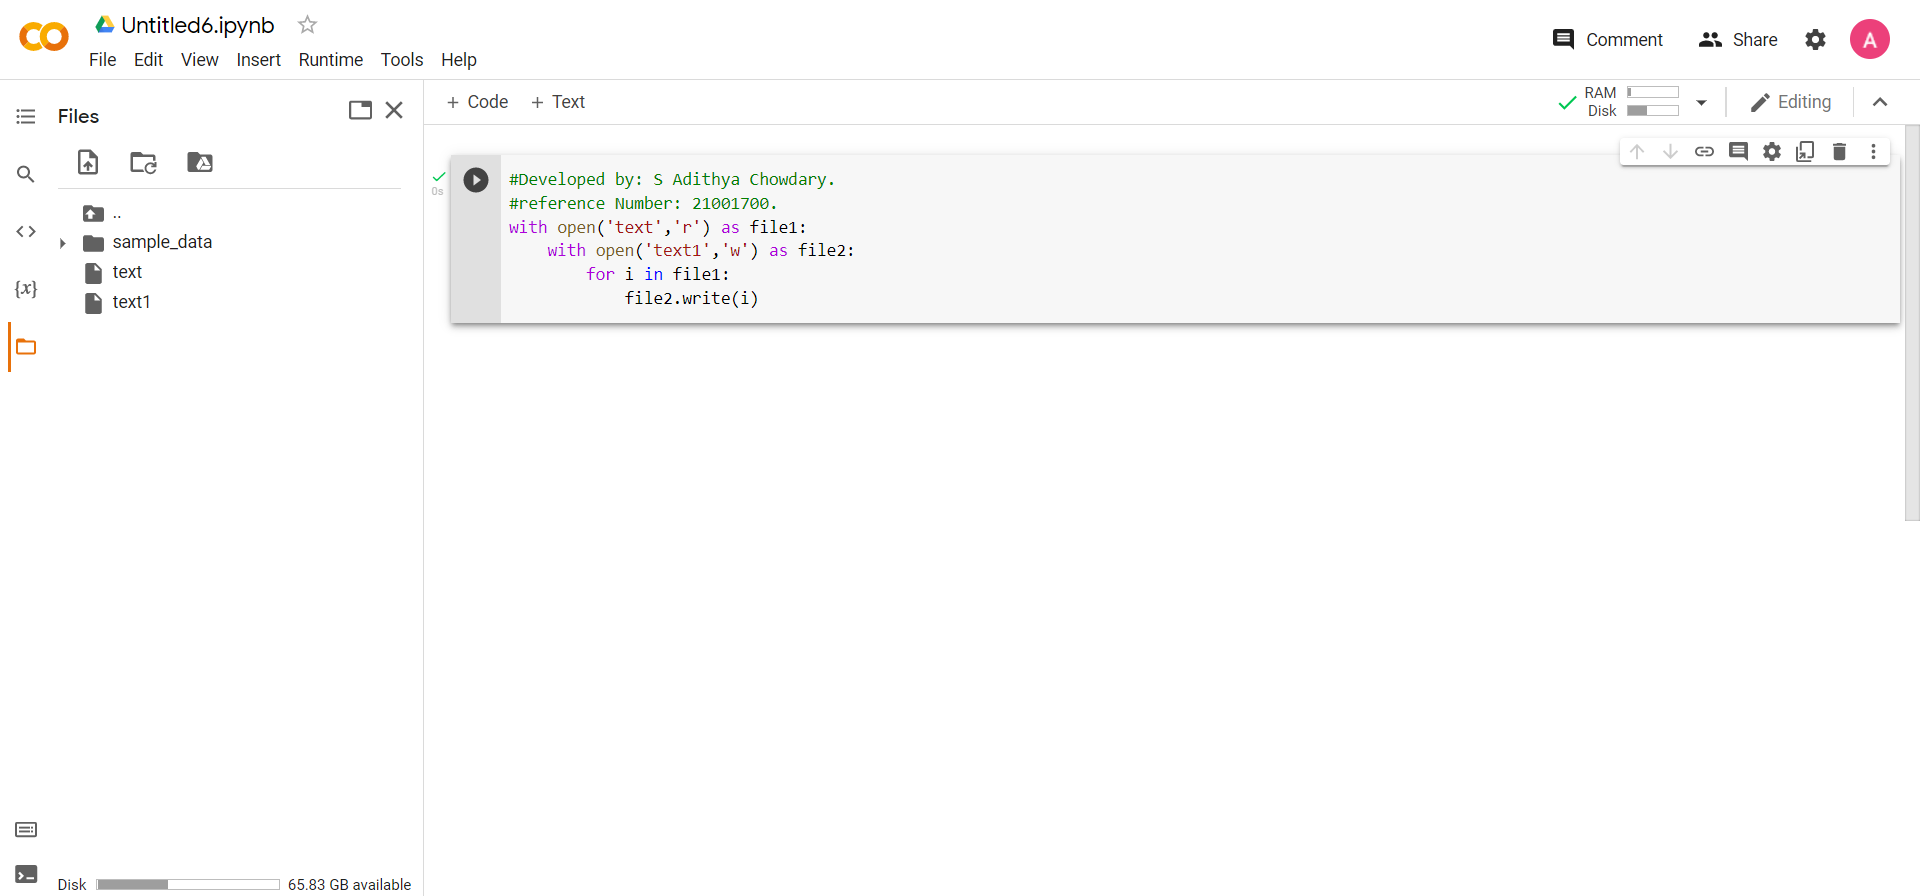 Untitled6.ipynb
File Edit View Insert Runtime Tools Help
Comment
Share
A
Files
+ Code + Text
RAM
Disk
Editing
..
sample_data
text
text1
{x}
0s
#Developed by: S Adithya Chowdary.
#reference Number: 21001700.
with open('text','r') as file1:
    with open('text1','w') as file2:
        for i in file1:
            file2.write(i)
Disk 65.83 GB available